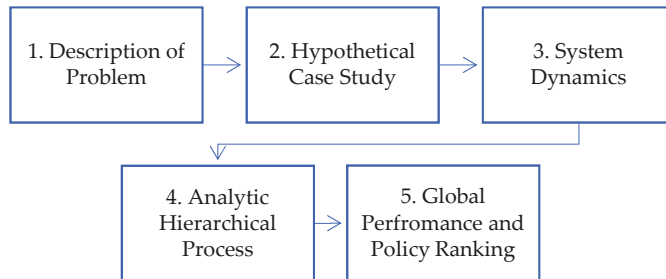 1. Description of
Problem
2. Hypothetical
Case Study
3. System
Dynamics
4. Analytic
Hierarchical
Process
5. Global
Perfromance and
Policy Ranking